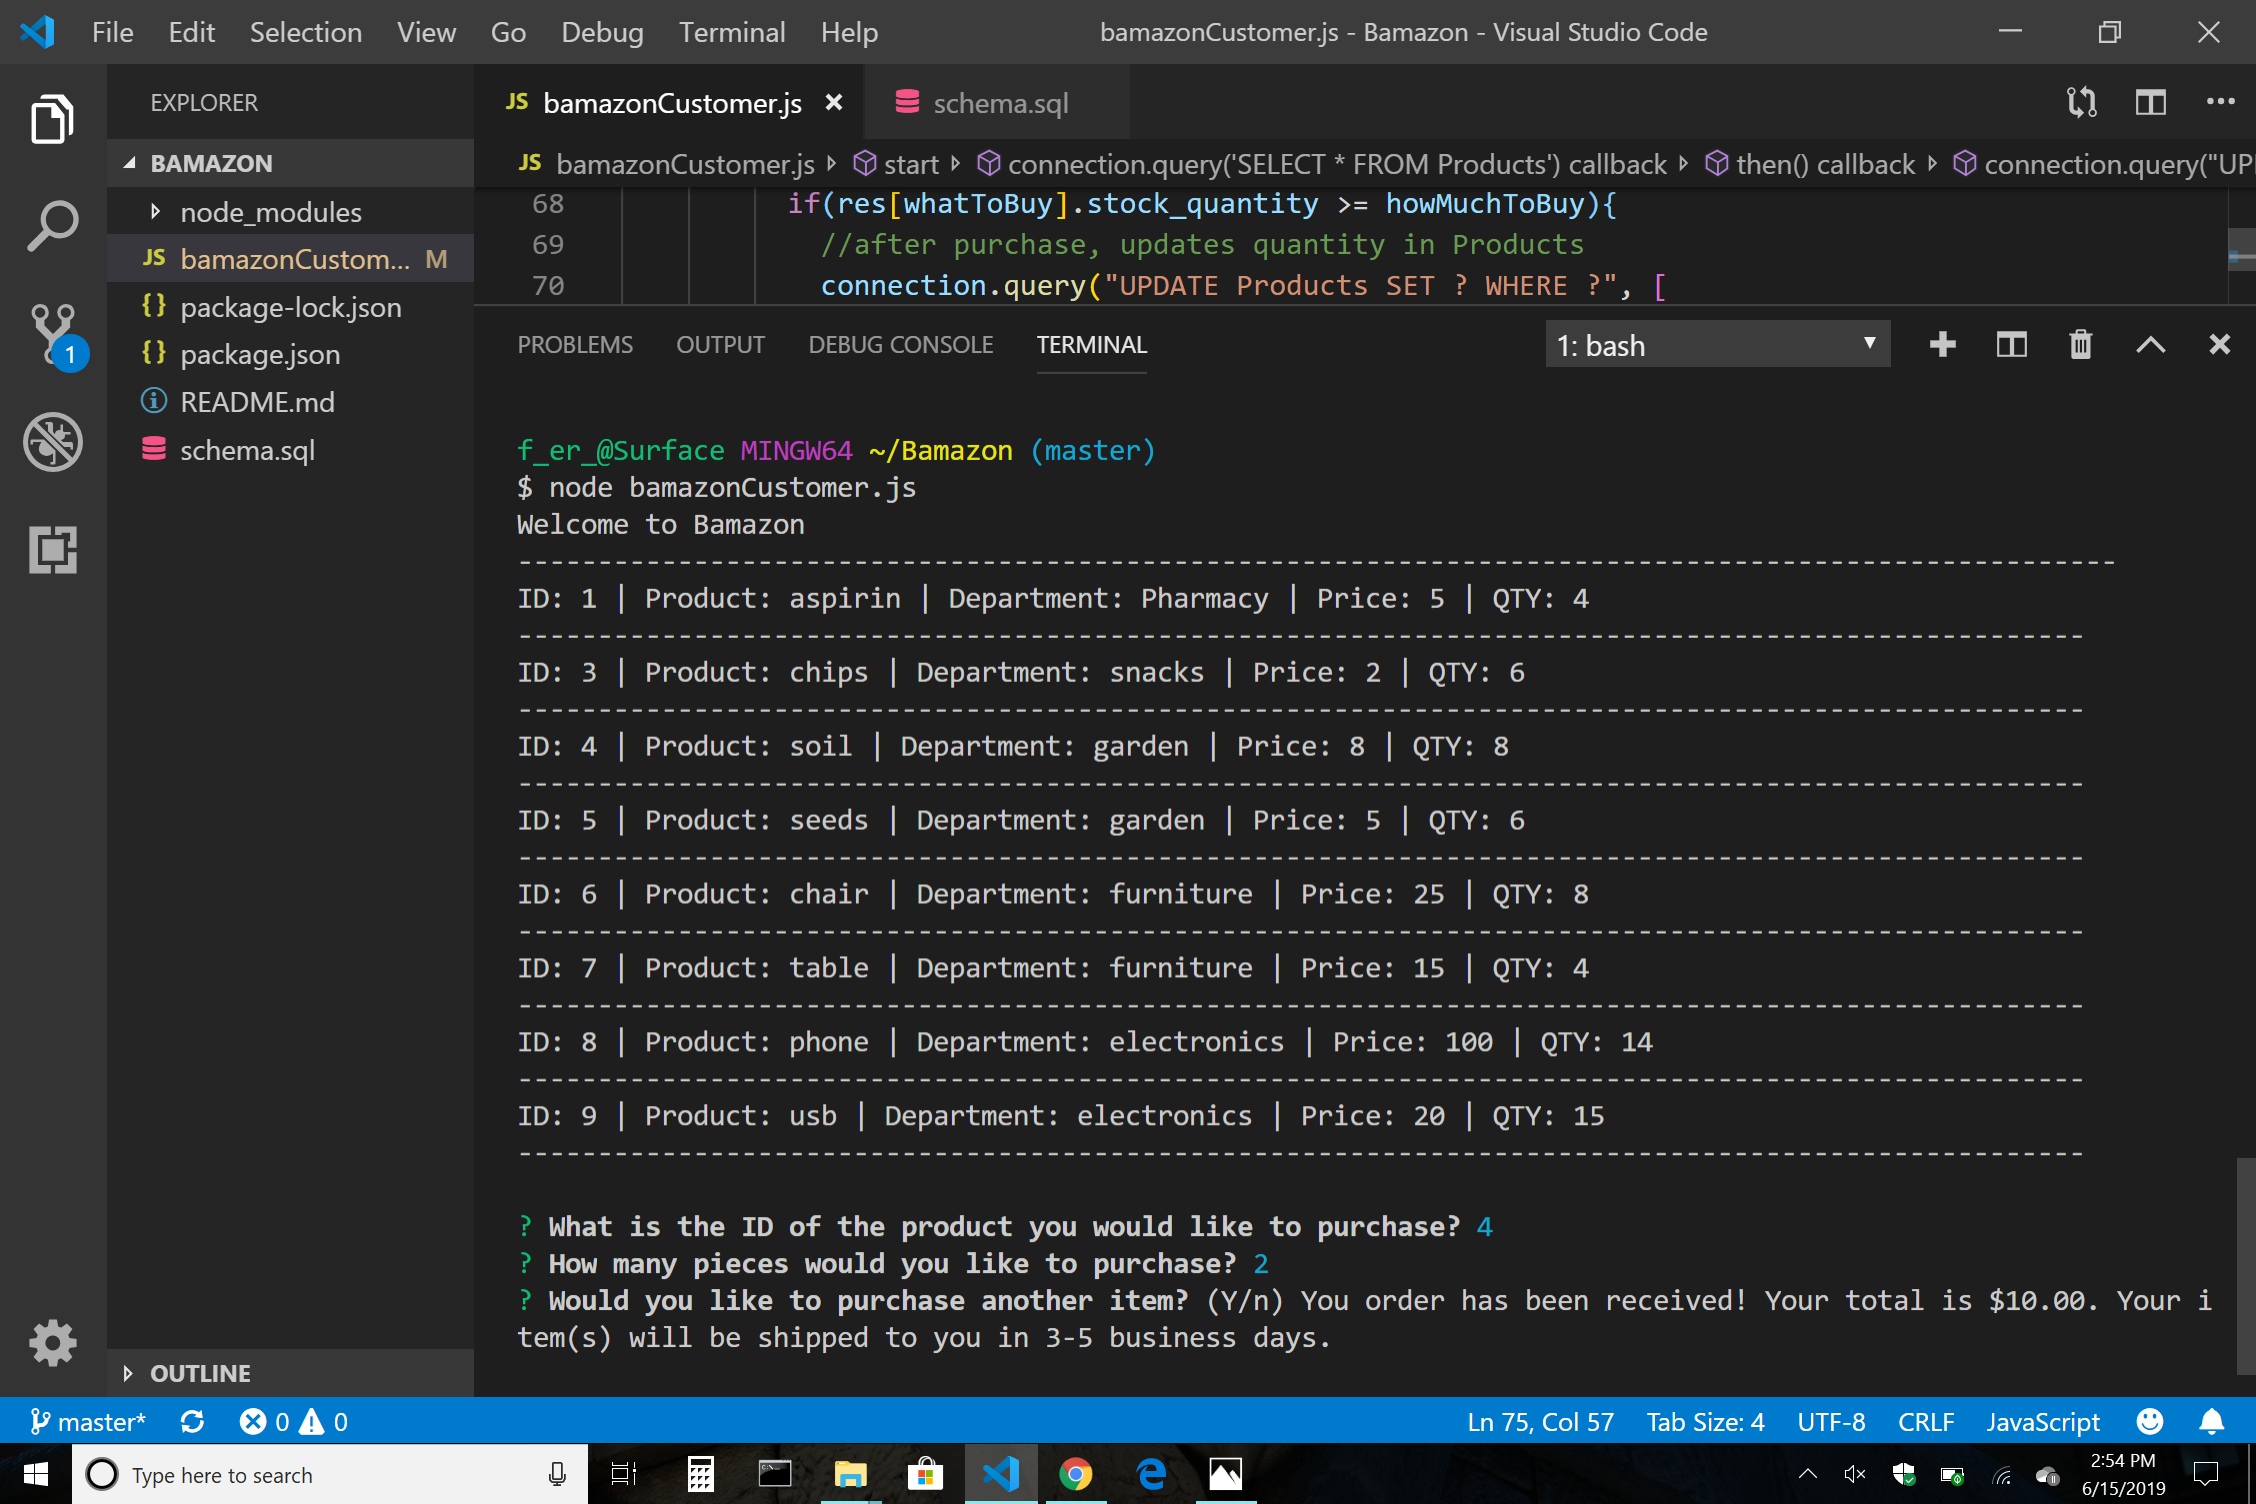 File Edit Selection View Go Debug Terminal Help bamazonCustomer.js - Bamazon - Visual Studio Code
EXPLORER
BAMAZON
node_modules
JS bamazonCustom... M
{} package-lock.json
{} package.json
README.md
schema.sql
1
OUTLINE
JS bamazonCustomer.js schema.sql
JS bamazonCustomer.js start connection.query('SELECT * FROM Products') callback then() callback connection.query("UP
68 if(res[whatToBuy].stock_quantity >= howMuchToBuy){
69 //after purchase, updates quantity in Products
70 connection.query("UPDATE Products SET ? WHERE ?", [
PROBLEMS OUTPUT DEBUG CONSOLE TERMINAL 1: bash
f_er_@Surface MINGW64 ~/Bamazon (master)
$ node bamazonCustomer.js
Welcome to Bamazon
----------------------------------------------------------------------------------------------------
ID: 1 | Product: aspirin | Department: Pharmacy | Price: 5 | QTY: 4
--------------------------------------------------------------------------------------------------
ID: 3 | Product: chips | Department: snacks | Price: 2 | QTY: 6
--------------------------------------------------------------------------------------------------
ID: 4 | Product: soil | Department: garden | Price: 8 | QTY: 8
--------------------------------------------------------------------------------------------------
ID: 5 | Product: seeds | Department: garden | Price: 5 | QTY: 6
--------------------------------------------------------------------------------------------------
ID: 6 | Product: chair | Department: furniture | Price: 25 | QTY: 8
--------------------------------------------------------------------------------------------------
ID: 7 | Product: table | Department: furniture | Price: 15 | QTY: 4
--------------------------------------------------------------------------------------------------
ID: 8 | Product: phone | Department: electronics | Price: 100 | QTY: 14
--------------------------------------------------------------------------------------------------
ID: 9 | Product: usb | Department: electronics | Price: 20 | QTY: 15
--------------------------------------------------------------------------------------------------
? What is the ID of the product you would like to purchase? 4
? How many pieces would you like to purchase? 2
? Would you like to purchase another item? (Y/n) You order has been received! Your total is $10.00. Your i
tem(s) will be shipped to you in 3-5 business days.
master* 0 0 Ln 75, Col 57 Tab Size: 4 UTF-8 CRLF JavaScript
Type here to search
2:54 PM
6/15/2019